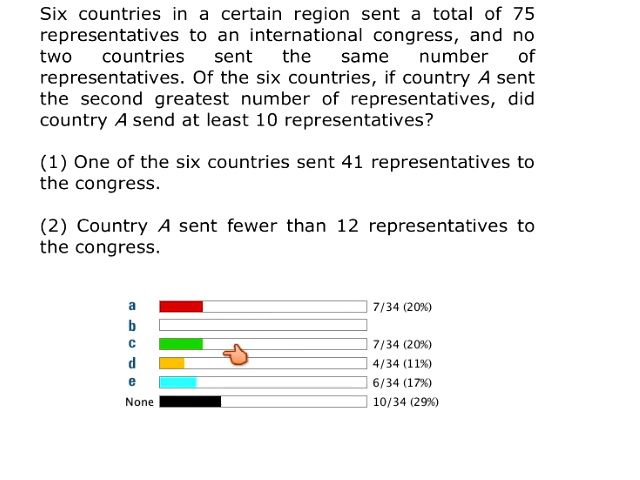 Six countries in a certain region sent a total of 75
representatives to an international congress, and no
two countries sent the same number of
representatives. Of the six countries, if country A sent
the second greatest number of representatives, did
country A send at least 10 representatives?
(1) One of the six countries sent 41 representatives to
the congress.
(2) Country A sent fewer than 12 representatives to
the congress.
a 7/34 (20%)
b
c 7/34 (20%)
d 4/34 (11%)
e 6/34 (17%)
None 10/34 (29%)